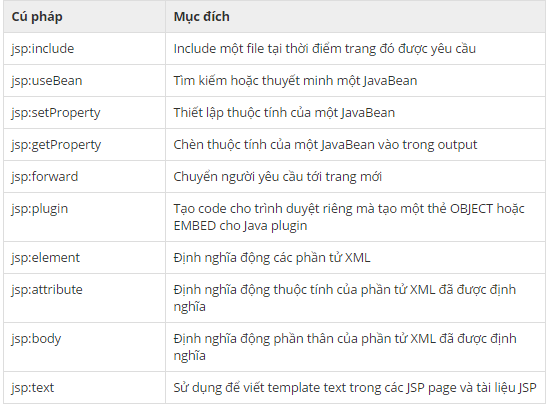 Cú pháp Mục đích
jsp:include Include một file tại thời điểm trang đó được yêu cầu
jsp:useBean Tìm kiếm hoặc thuyết minh một JavaBean
jsp:setProperty Thiết lập thuộc tính của một JavaBean
jsp:getProperty Chèn thuộc tính của một JavaBean vào trong output
jsp:forward Chuyển người yêu cầu tới trang mới
jsp:plugin Tạo code cho trình duyệt riêng mà tạo một thẻ OBJECT hoặc
EMBED cho Java plugin
jsp:element Định nghĩa động các phần tử XML
jsp:attribute Định nghĩa động thuộc tính của phần tử XML đã được định
nghĩa
jsp:body Định nghĩa động phần thân của phần tử XML đã được định
nghĩa
jsp:text Sử dụng để viết template text trong các JSP page và tài liệu JSP